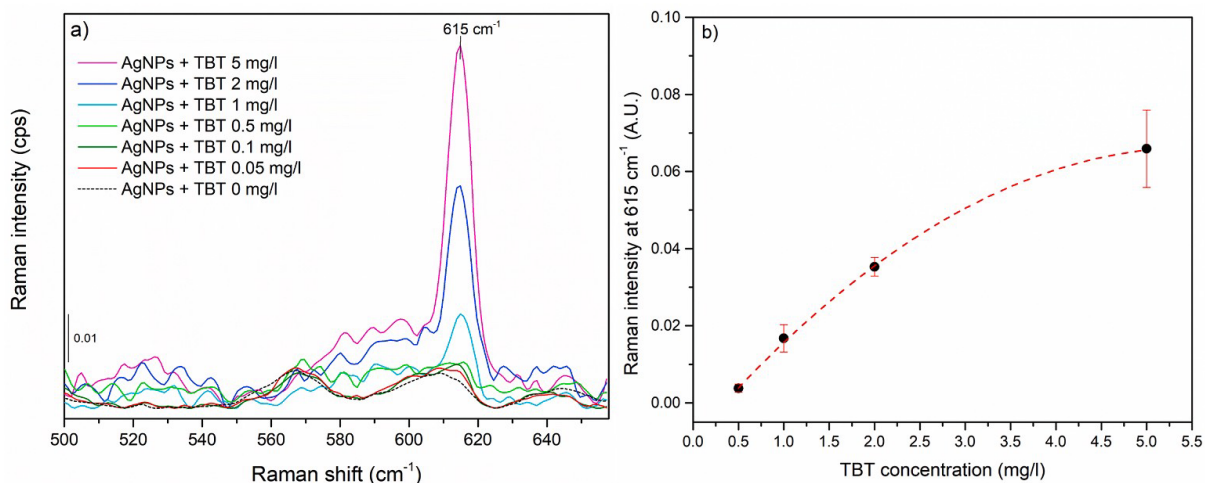 a)
615 cm⁻¹
AgNPs + TBT 5 mg/l
AgNPs + TBT 2 mg/l
AgNPs + TBT 1 mg/l
AgNPs + TBT 0.5 mg/l
AgNPs + TBT 0.1 mg/l
AgNPs + TBT 0.05 mg/l
AgNPs + TBT 0 mg/l
Raman intensity (cps)
0.01
500 520 540 560 580 600 620 640
Raman shift (cm⁻¹)
b)
Raman intensity at 615 cm⁻¹ (A.U.)
0.10
0.08
0.06
0.04
0.02
0.00
0.0 0.5 1.0 1.5 2.0 2.5 3.0 3.5 4.0 4.5 5.0 5.5
TBT concentration (mg/l)